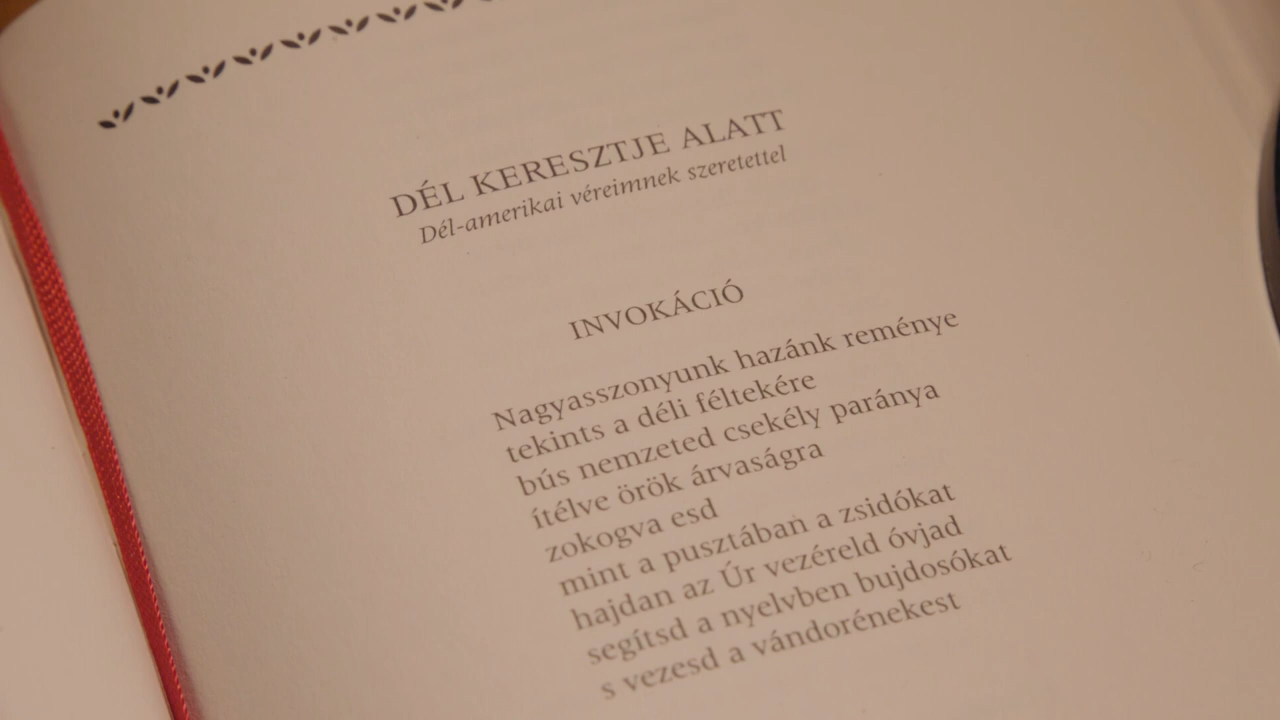 DÉL KERESZTJE ALATT
Dél-amerikai véreimnek szeretettel
INVOKÁCIÓ
Nagyasszonyunk hazánk reménye
tekints a déli féltekére
bús nemzeted csekély paránya
ítélve örök árvaságra
zokogva esd
mint a pusztában a zsidókat
hajdan az Úr vezéreld óvjad
segítsd a nyelvben bujdosókat
s vezesd a vándorénekest